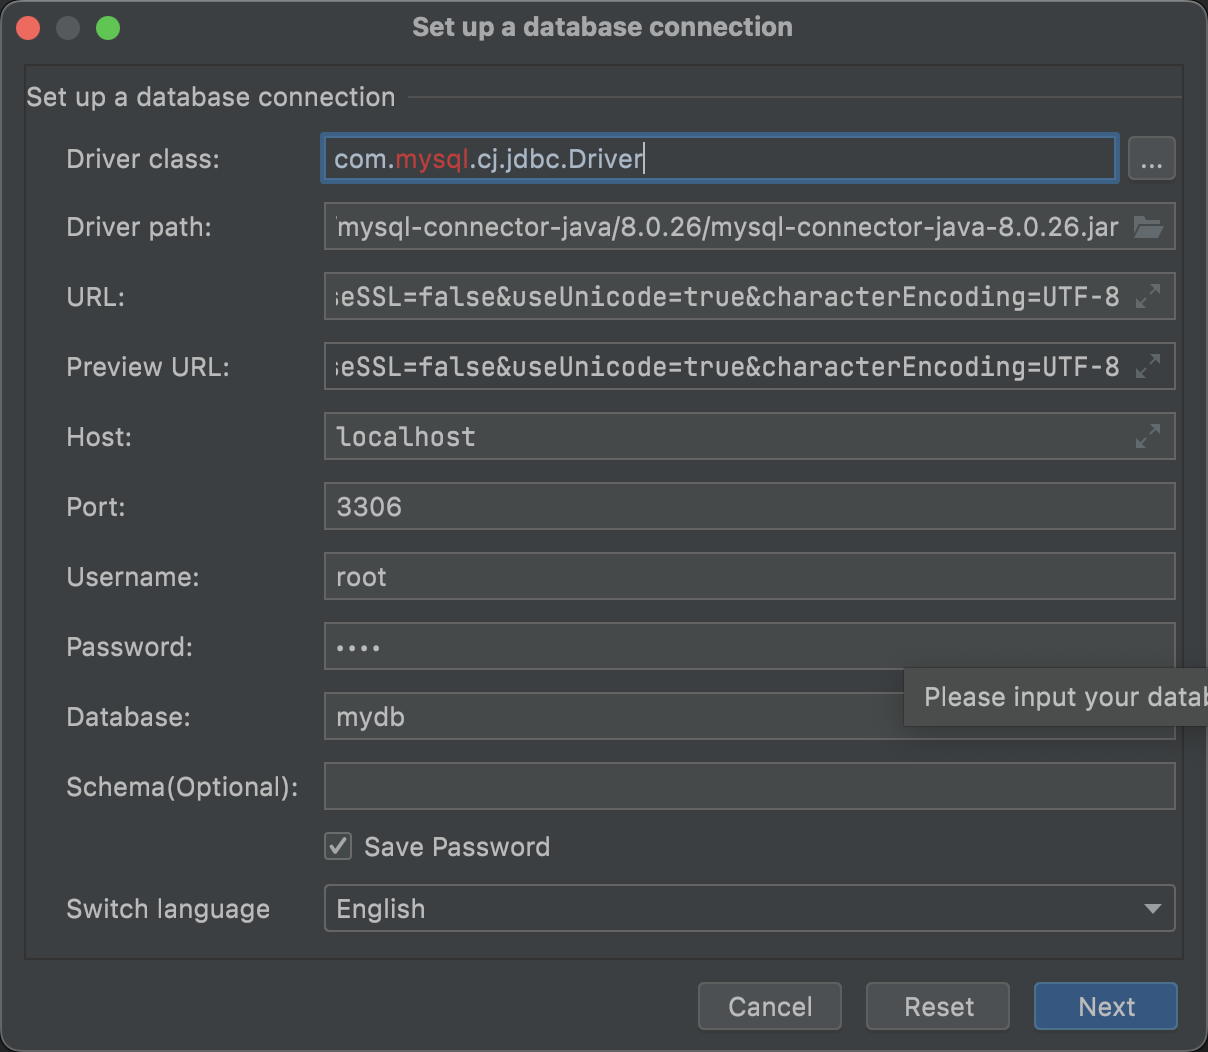 Set up a database connection
Set up a database connection
Driver class:
com.mysql.cj.jdbc.Driver
...
Driver path:
mysql-connector-java/8.0.26/mysql-connector-java-8.0.26.jar
URL:
seSSL=false&useUnicode=true&characterEncoding=UTF-8
Preview URL:
seSSL=false&useUnicode=true&characterEncoding=UTF-8
Host:
localhost
Port:
3306
Username:
root
Password:
••••
Please input your datab
Database:
mydb
Schema(Optional):
Save Password
Switch language
English
Cancel
Reset
Next